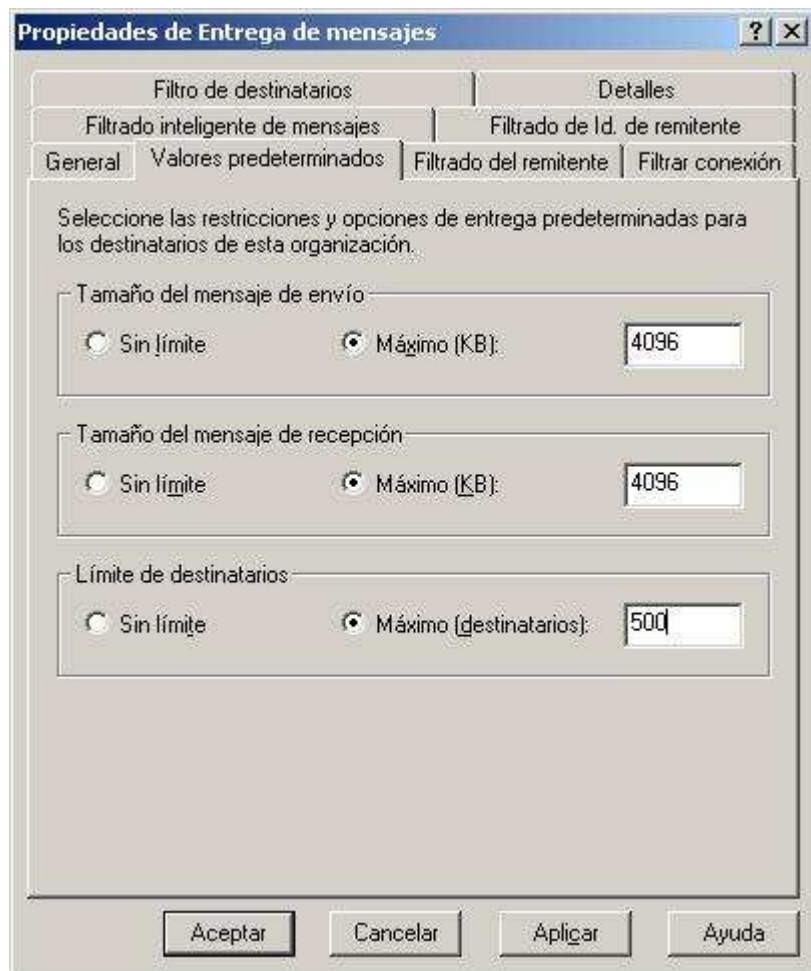 Propiedades de Entrega de mensajes
Filtro de destinatarios Detalles
Filtrado inteligente de mensajes Filtrado de Id. de remitente
General Valores predeterminados Filtrado del remitente Filtrar conexión
Seleccione las restricciones y opciones de entrega predeterminadas para
los destinatarios de esta organización.
Tamaño del mensaje de envío
Sin límite Máximo (KB): 4096
Tamaño del mensaje de recepción
Sin límite Máximo (KB): 4096
Límite de destinatarios
Sin límite Máximo (destinatarios): 500
Aceptar Cancelar Aplicar Ayuda